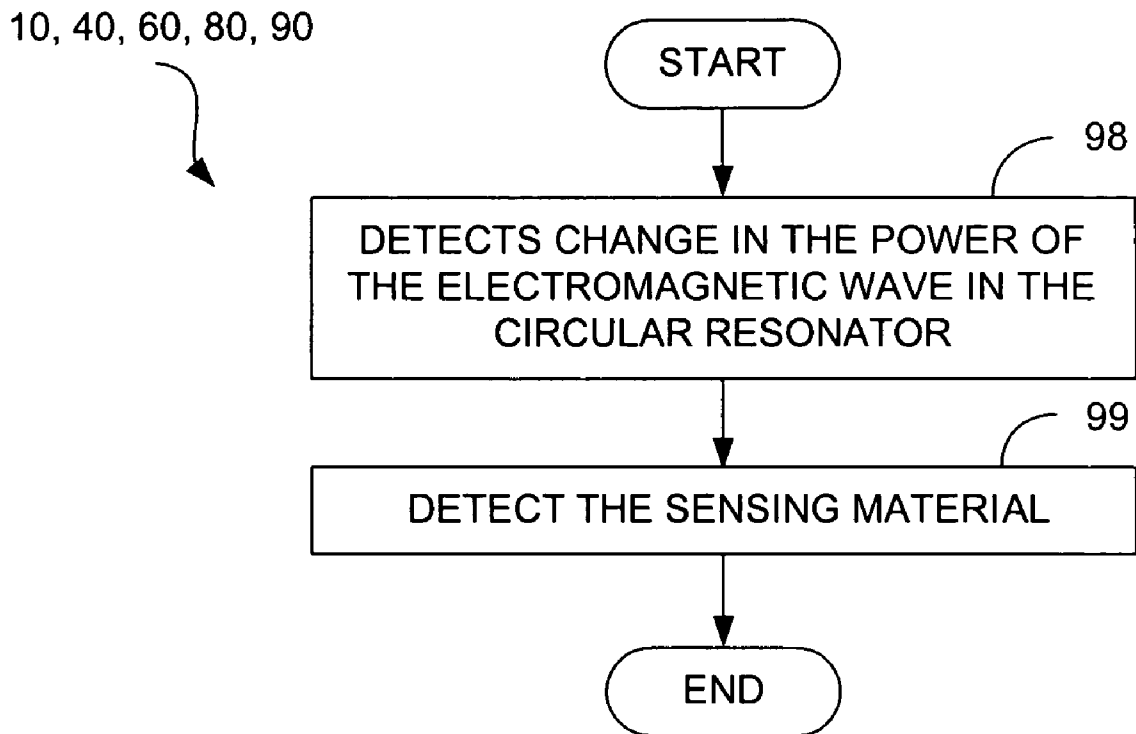 10, 40, 60, 80, 90
START
98
DETECTS CHANGE IN THE POWER OF
THE ELECTROMAGNETIC WAVE IN THE
CIRCULAR RESONATOR
99
DETECT THE SENSING MATERIAL
END